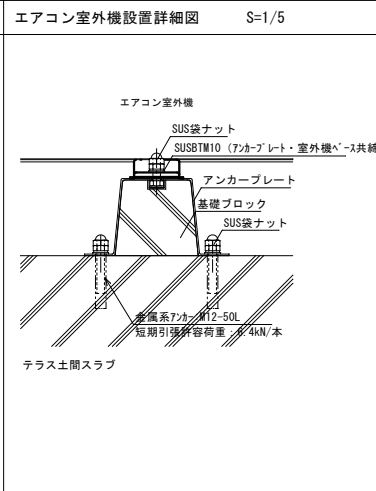 エアコン室外機設置詳細図 S=1/5
エアコン室外機
SUS袋ナット
SUSBTM10 (ｱﾝｶｰﾌﾟﾚｰﾄ・室外機ﾍﾞｰｽ共締
アンカープレート
基礎ブロック
SUS袋ナット
金属系ｱﾝｶｰ M12-50L
短期引張許容荷重：6.4kN/本
テラス土間スラブ